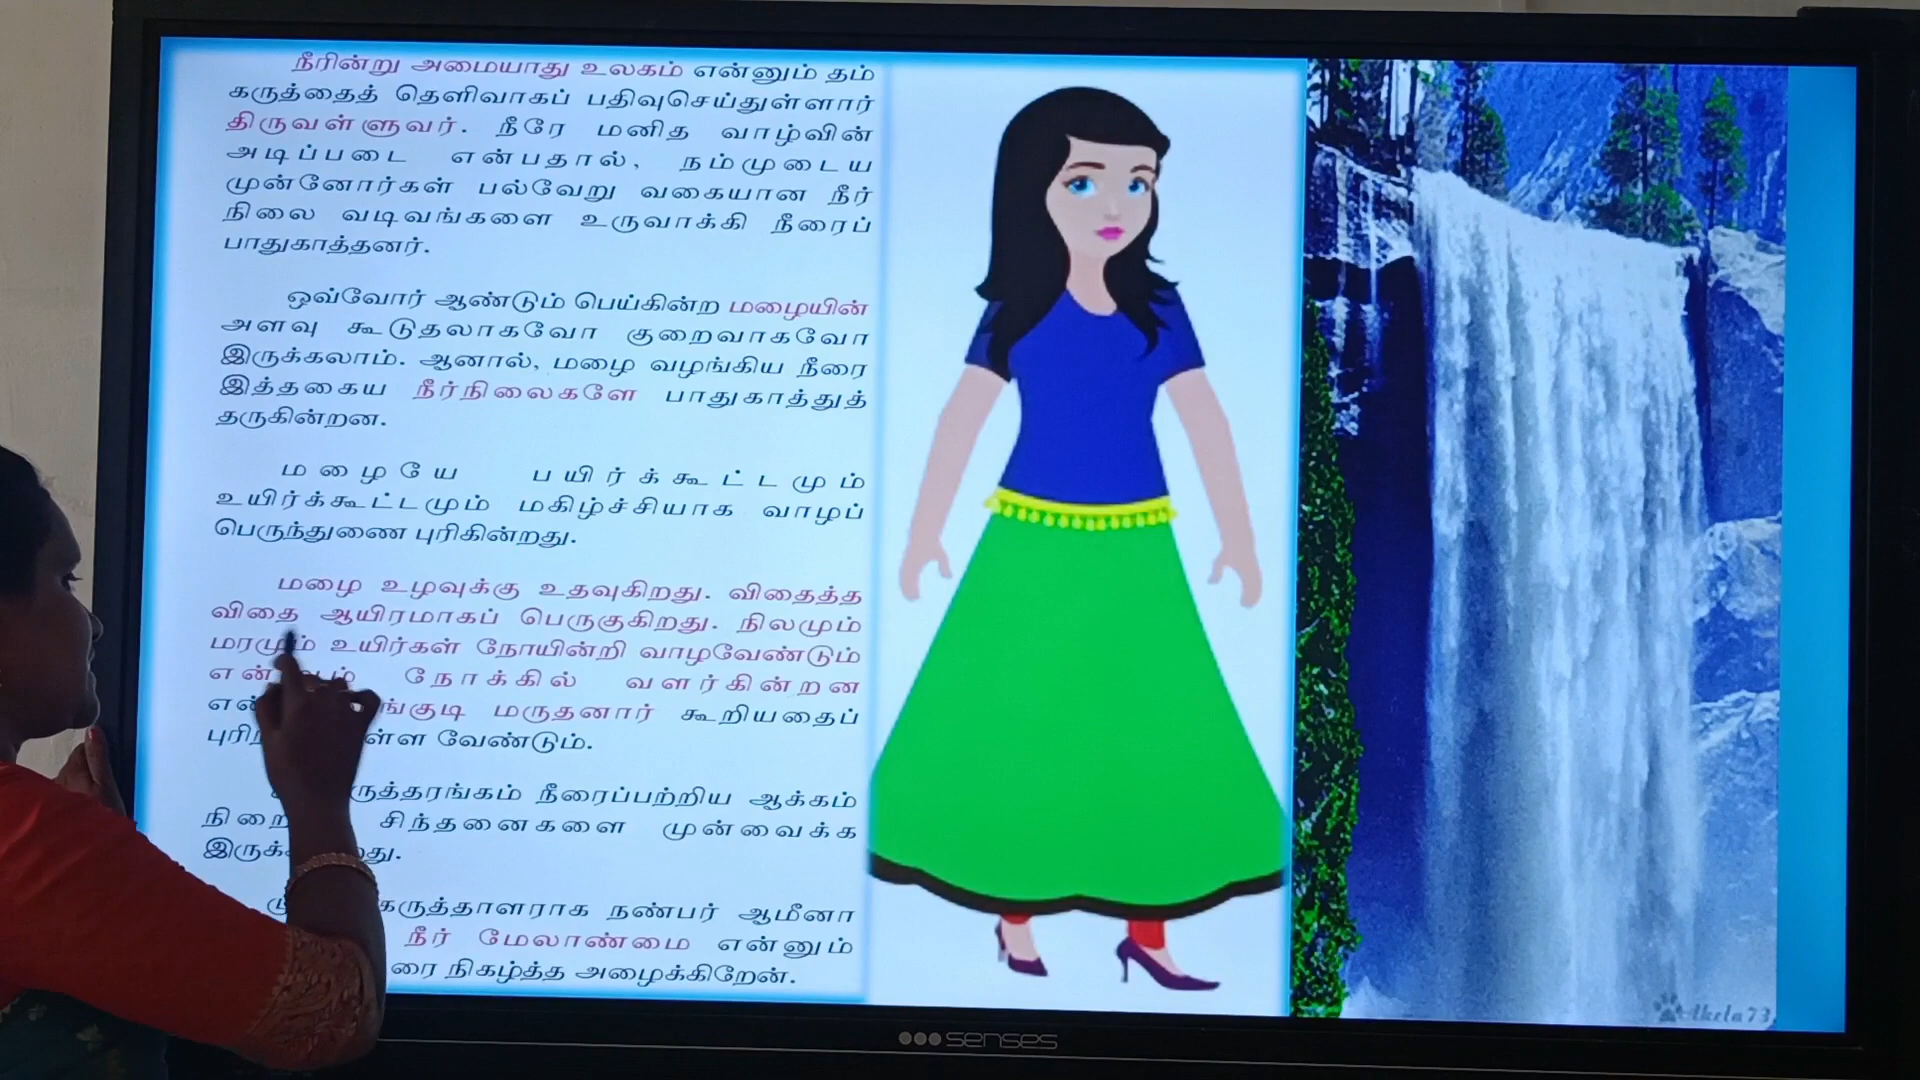 நீரின்று அமையாது உலகம் என்னும் தம்
கருத்தைத் தெளிவாகப் பதிவுசெய்துள்ளார்
திருவள்ளுவர். நீரே மனித வாழ்வின்
அடிப்படை என்பதால், நம்முடைய
முன்னோர்கள் பல்வேறு வகையான நீர்
நிலை வடிவங்களை உருவாக்கி நீரைப்
பாதுகாத்தனர்.
ஒவ்வோர் ஆண்டும் பெய்கின்ற மழையின்
அளவு கூடுதலாகவோ குறைவாகவோ
இருக்கலாம். ஆனால், மழை வழங்கிய நீரை
இத்தகைய நீர்நிலைகளே பாதுகாத்துத்
தருகின்றன.
மழையே பயிர்க்கூட்டமும்
உயிர்க்கூட்டமும் மகிழ்ச்சியாக வாழப்
பெருந்துணை புரிகின்றது.
மழை உழவுக்கு உதவுகிறது. விதைத்த
விதை ஆயிரமாகப் பெருகுகிறது. நிலமும்
மரமும் உயிர்கள் நோயின்றி வாழவேண்டும்
நோக்கில் வளர்கின்றன
மருதனார் கூறியதைப்
வேண்டும்.
நீரைப்பற்றிய ஆக்கம்
சிந்தனைகளை முன்வைக்க
நண்பர் ஆமீனா
நீர் மேலாண்மை என்னும்
நிகழ்த்த அழைக்கிறேன்.
Akela73.
senses